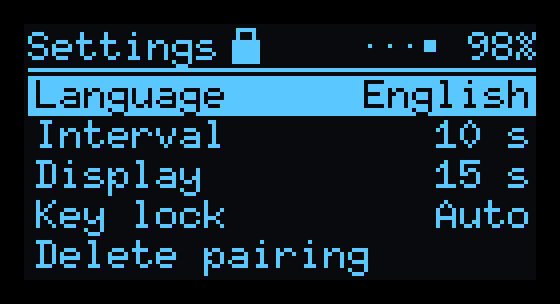 Settings 98%
Language English
Interval 10 s
Display 15 s
Key lock Auto
Delete pairing